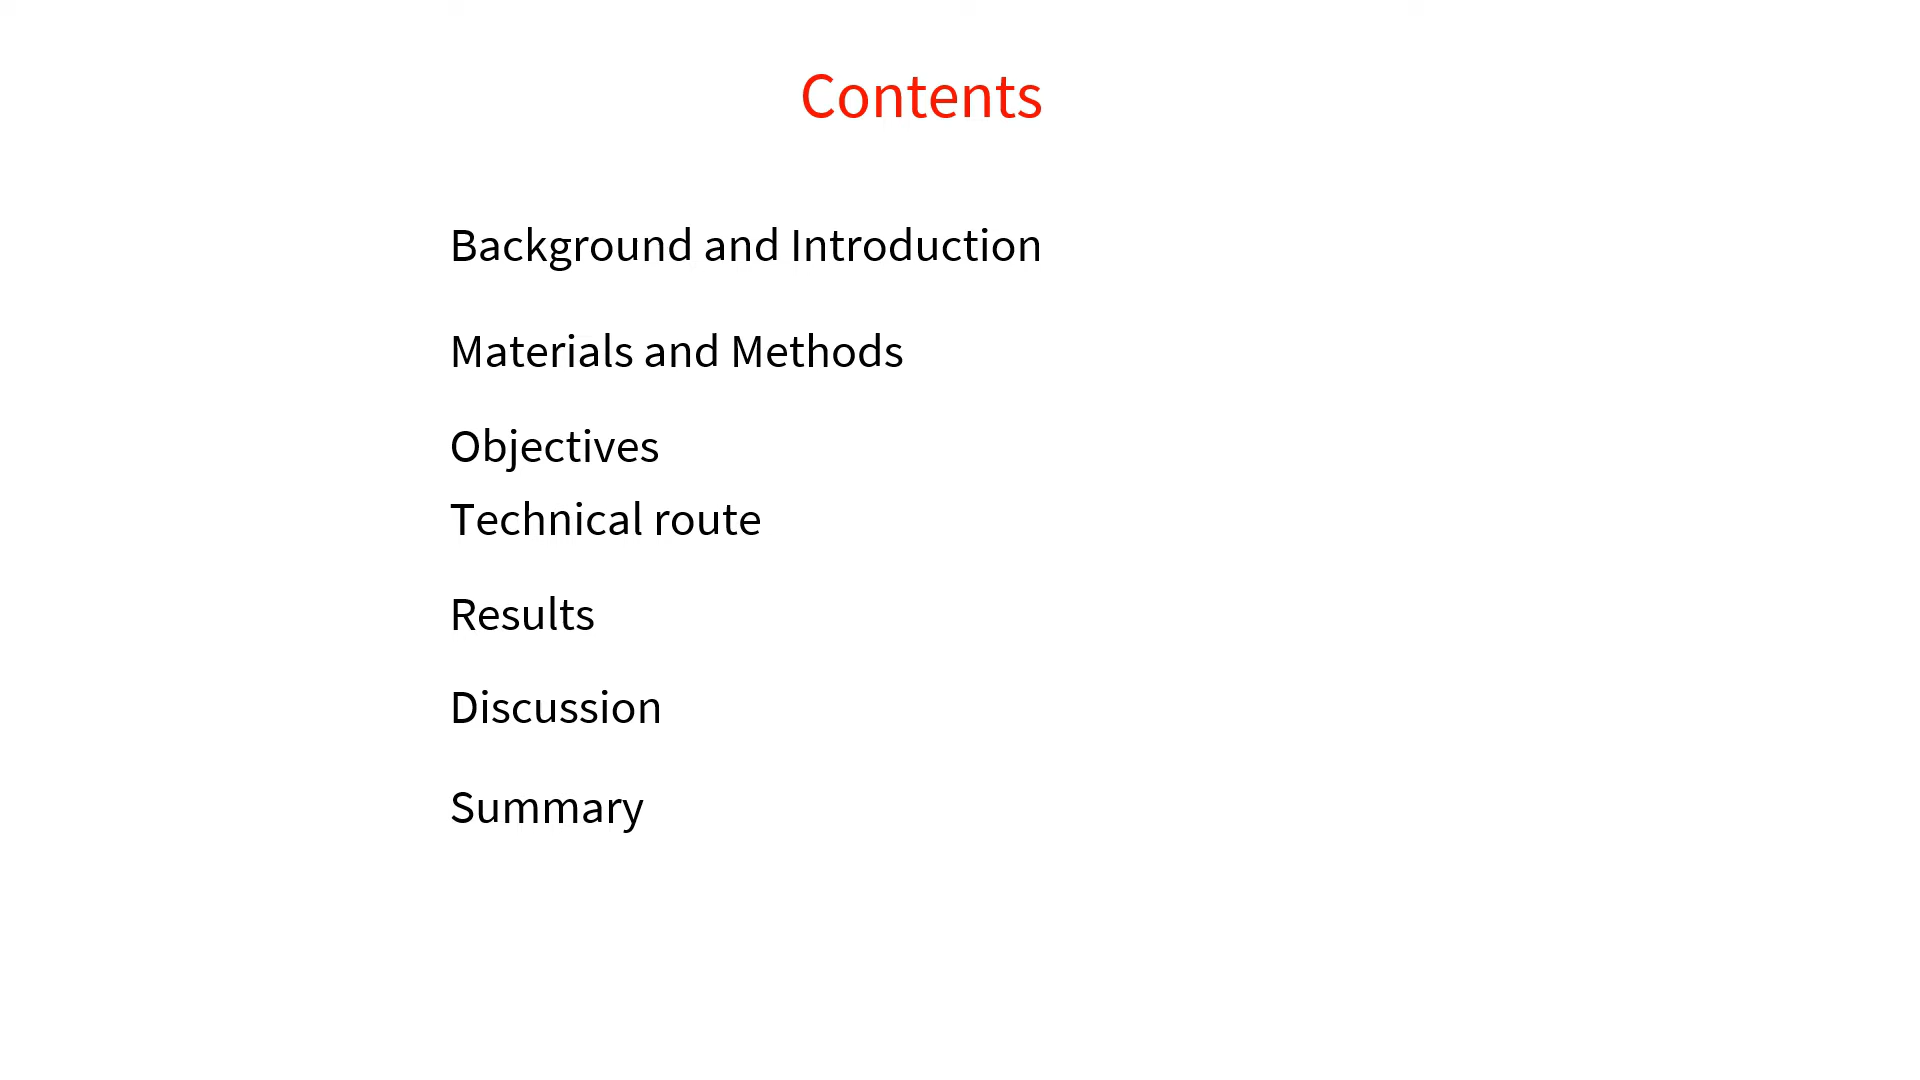 Contents
Background and Introduction
Materials and Methods
Objectives
Technical route
Results
Discussion
Summary